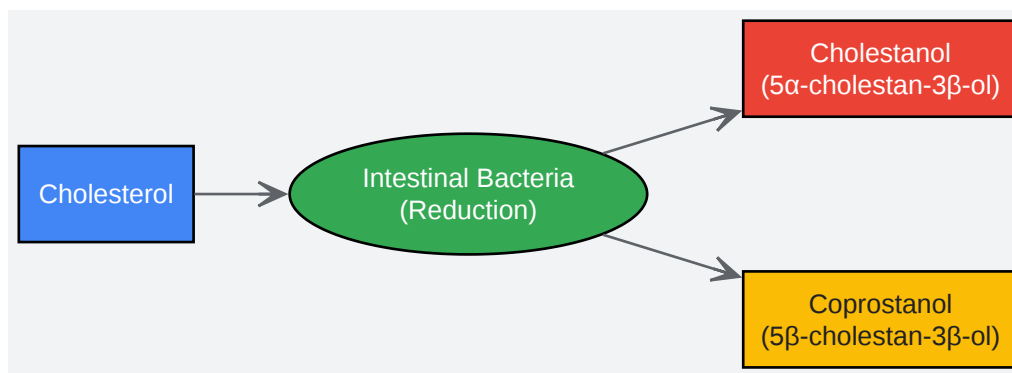 Cholesterol
Intestinal Bacteria
(Reduction)
Cholestanol
(5α-cholestan-3β-ol)
Coprostanol
(5β-cholestan-3β-ol)